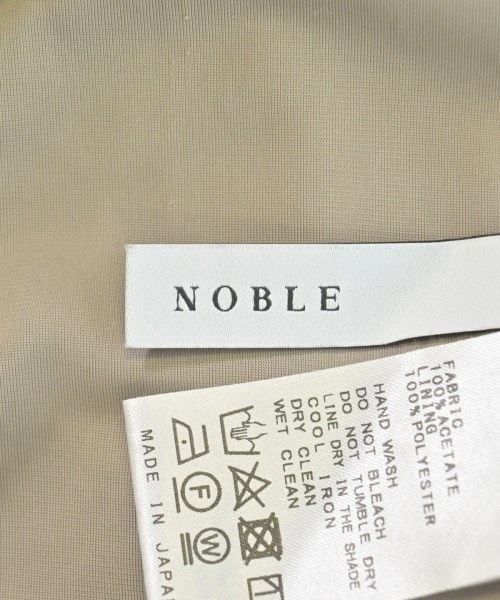 NOBLE
FABRIC
100% ACETATE
LINING
100% POLYESTER
HAND WASH
DO NOT BLEACH
DO NOT TUMBLE DRY
LINE DRY IN THE SHADE
COOL IRON
DRY CLEAN
WET CLEAN
F
W
MADE IN JAPAN